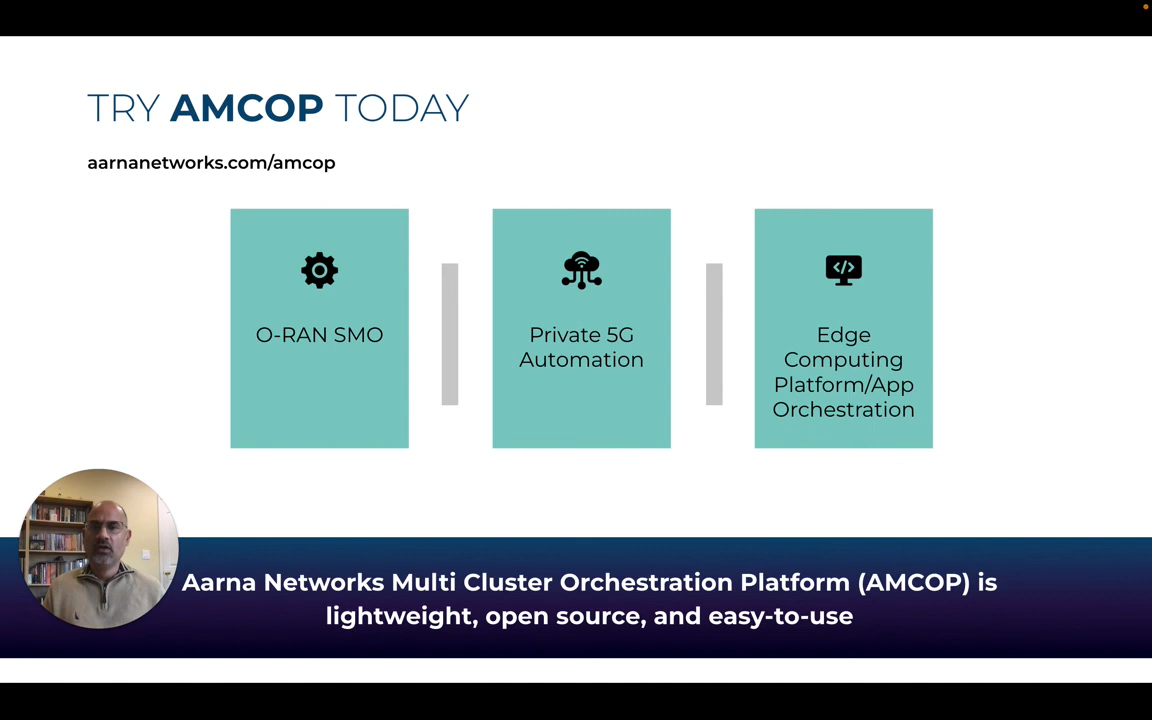 TRY AMCOP TODAY
aarnanetworks.com/amcop
O-RAN SMO
Private 5G
Automation
Edge
Computing
Platform/App
Orchestration
Aarna Networks Multi Cluster Orchestration Platform (AMCOP) is
lightweight, open source, and easy-to-use